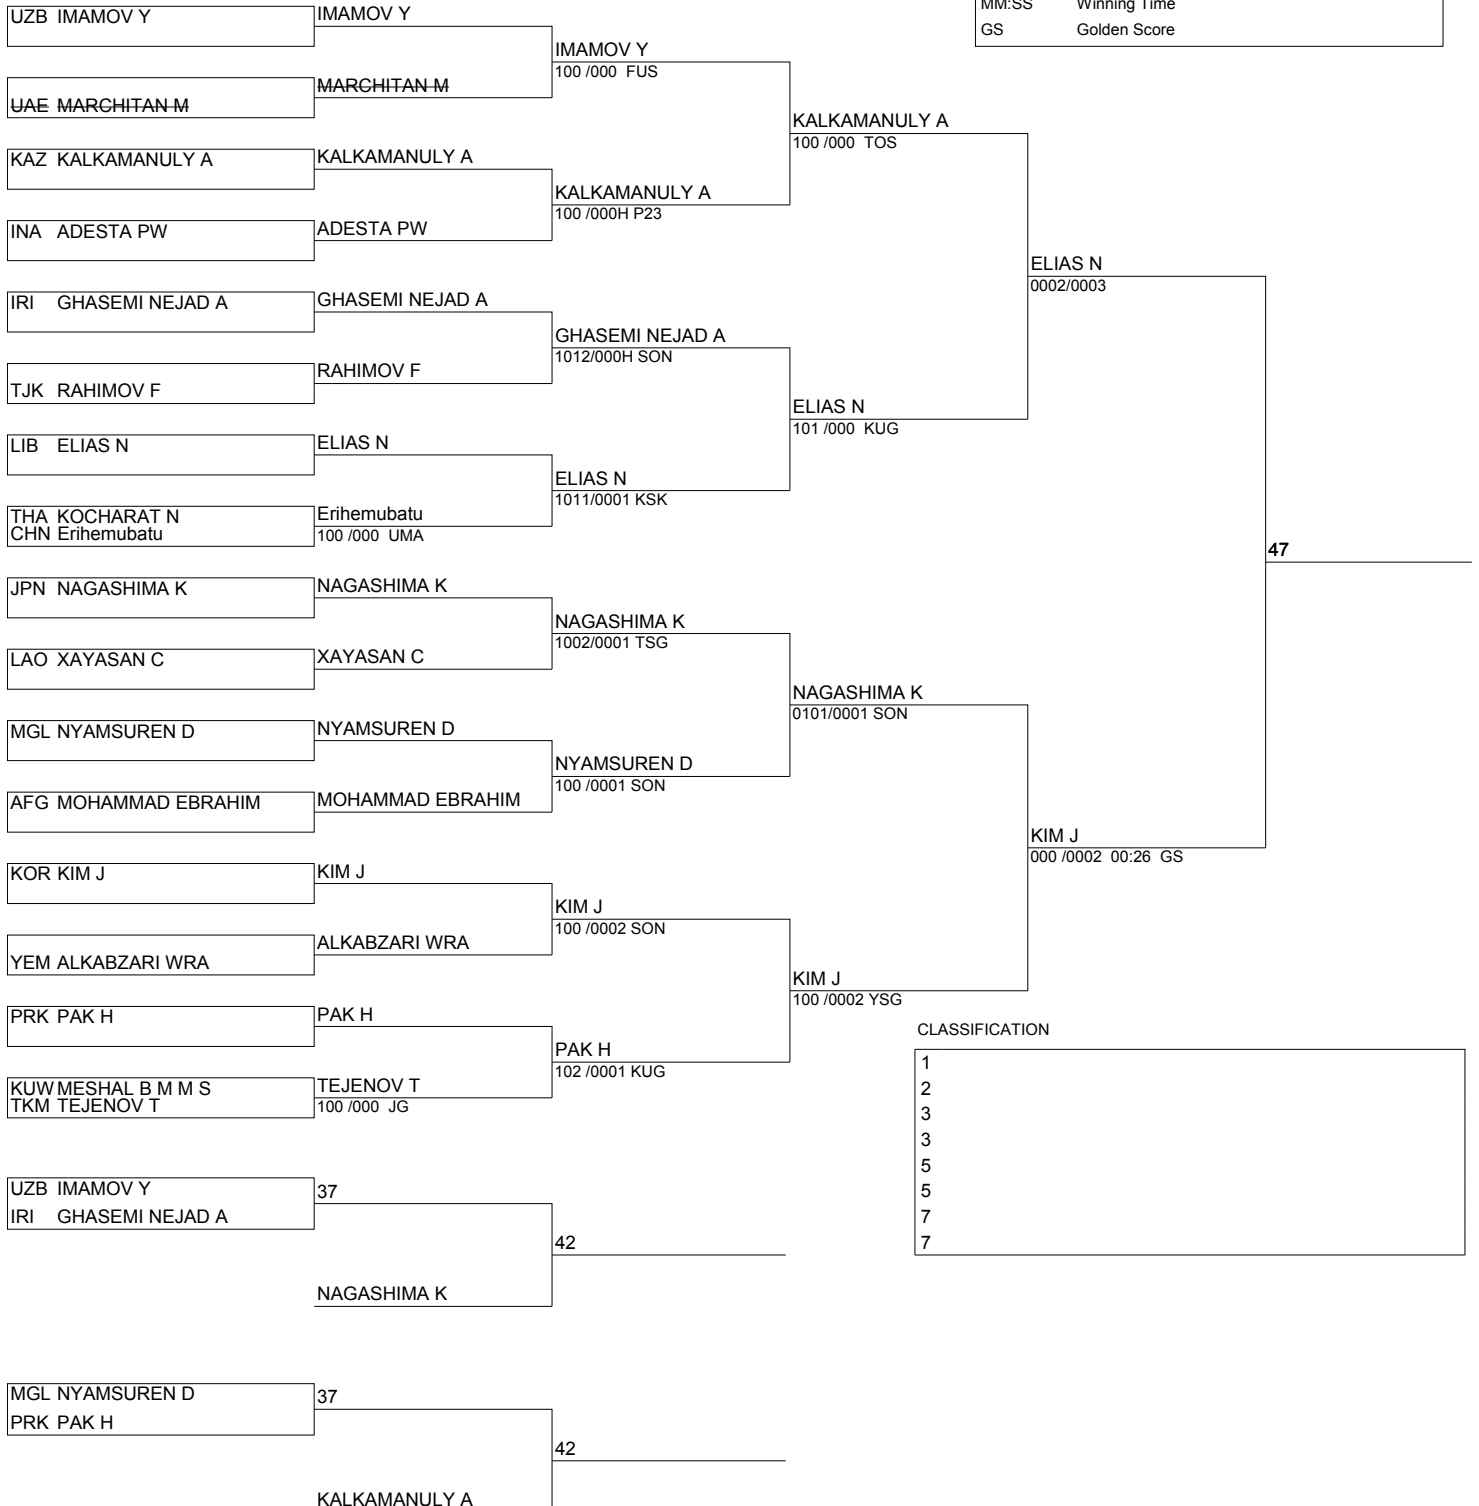 MM:SS Winning Time
GS Golden Score
UZB IMAMOV Y
UAE MARCHITAN M
KAZ KALKAMANULY A
INA ADESTA PW
IRI GHASEMI NEJAD A
TJK RAHIMOV F
LIB ELIAS N
THA KOCHARAT N
CHN Erihemubatu
JPN NAGASHIMA K
LAO XAYASAN C
MGL NYAMSUREN D
AFG MOHAMMAD EBRAHIM
KOR KIM J
YEM ALKABZARI WRA
PRK PAK H
KUW MESHAL B M M S
TKM TEJENOV T
IMAMOV Y
MARCHITAN M
KALKAMANULY A
ADESTA PW
GHASEMI NEJAD A
RAHIMOV F
ELIAS N
Erihemubatu
100 /000 UMA
NAGASHIMA K
XAYASAN C
NYAMSUREN D
MOHAMMAD EBRAHIM
KIM J
ALKABZARI WRA
PAK H
TEJENOV T
100 /000 JG
IMAMOV Y
100 /000 FUS
KALKAMANULY A
100 /000H P23
GHASEMI NEJAD A
1012/000H SON
ELIAS N
1011/0001 KSK
NAGASHIMA K
1002/0001 TSG
NYAMSUREN D
100 /0001 SON
KIM J
100 /0002 SON
PAK H
102 /0001 KUG
KALKAMANULY A
100 /000 TOS
ELIAS N
101 /000 KUG
NAGASHIMA K
0101/0001 SON
KIM J
100 /0002 YSG
ELIAS N
0002/0003
KIM J
000 /0002 00:26 GS
47
CLASSIFICATION
1
2
3
3
5
5
7
7
UZB IMAMOV Y
IRI GHASEMI NEJAD A
37
42
NAGASHIMA K
MGL NYAMSUREN D
PRK PAK H
37
42
KALKAMANULY A